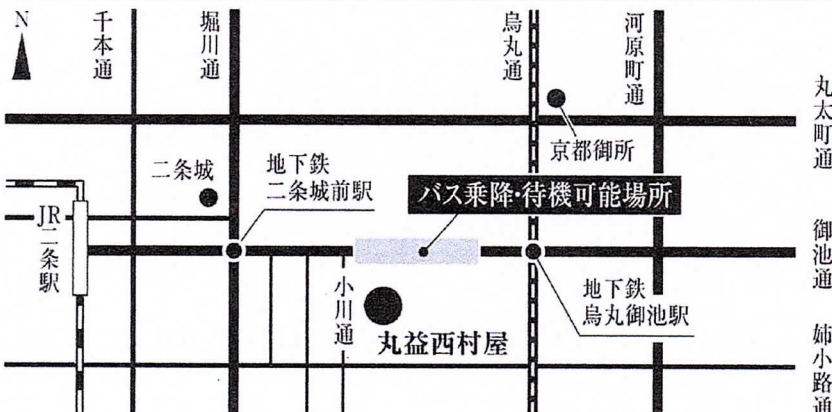 N
千本通
堀川通
烏丸通
河原町通
丸太町通
京都御所
二条城
地下鉄
二条城前駅
バス乗降・待機可能場所
JR
二条駅
御池通
小川通
地下鉄
烏丸御池駅
丸益西村屋
姉小路通